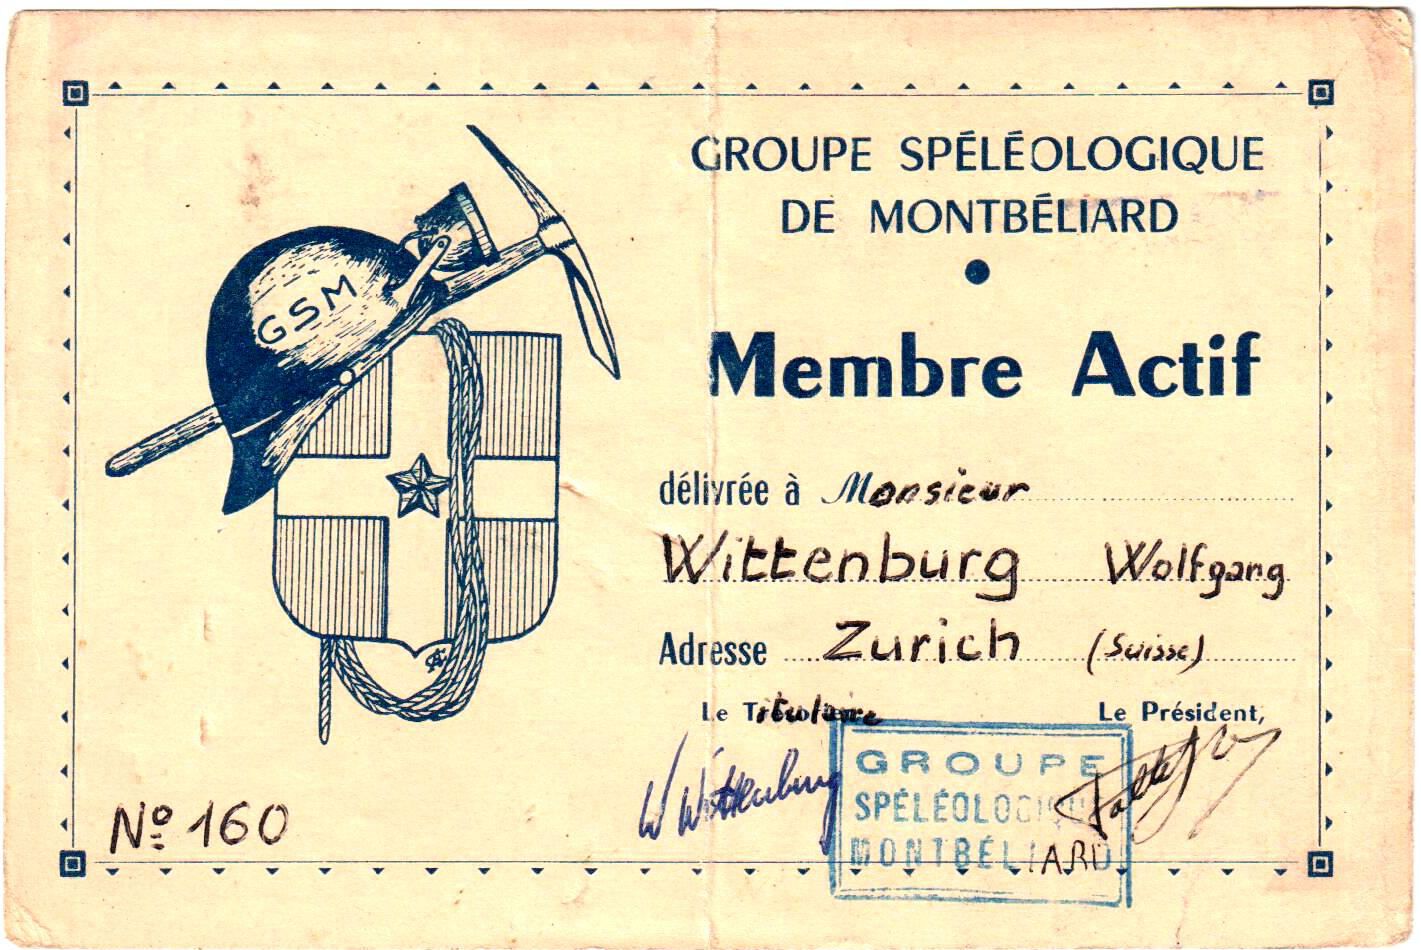 GROUPE SPÉLÉOLOGIQUE
DE MONTBÉLIARD
GSM
Membre Actif
délivrée à Monsieur
Wittenburg Wolfgang
Adresse Zurich (Suisse)
Le Titulaire
Le Président,
W Wittenburg
GROUPE
SPÉLÉOLOGIQUE
MONTBÉLIARD
Nº 160